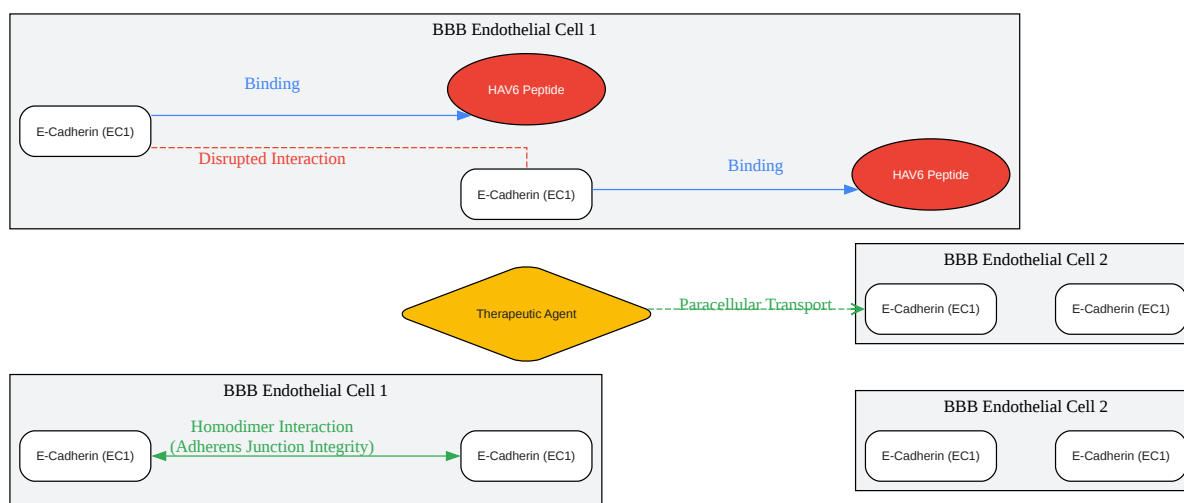 BBB Endothelial Cell 1
Binding
HAV6 Peptide
E-Cadherin (EC1)
Disrupted Interaction
Binding
HAV6 Peptide
E-Cadherin (EC1)
BBB Endothelial Cell 2
E-Cadherin (EC1)
E-Cadherin (EC1)
Therapeutic Agent
Paracellular Transport
BBB Endothelial Cell 1
Homodimer Interaction
(Adherens Junction Integrity)
E-Cadherin (EC1)
E-Cadherin (EC1)
BBB Endothelial Cell 2
E-Cadherin (EC1)
E-Cadherin (EC1)